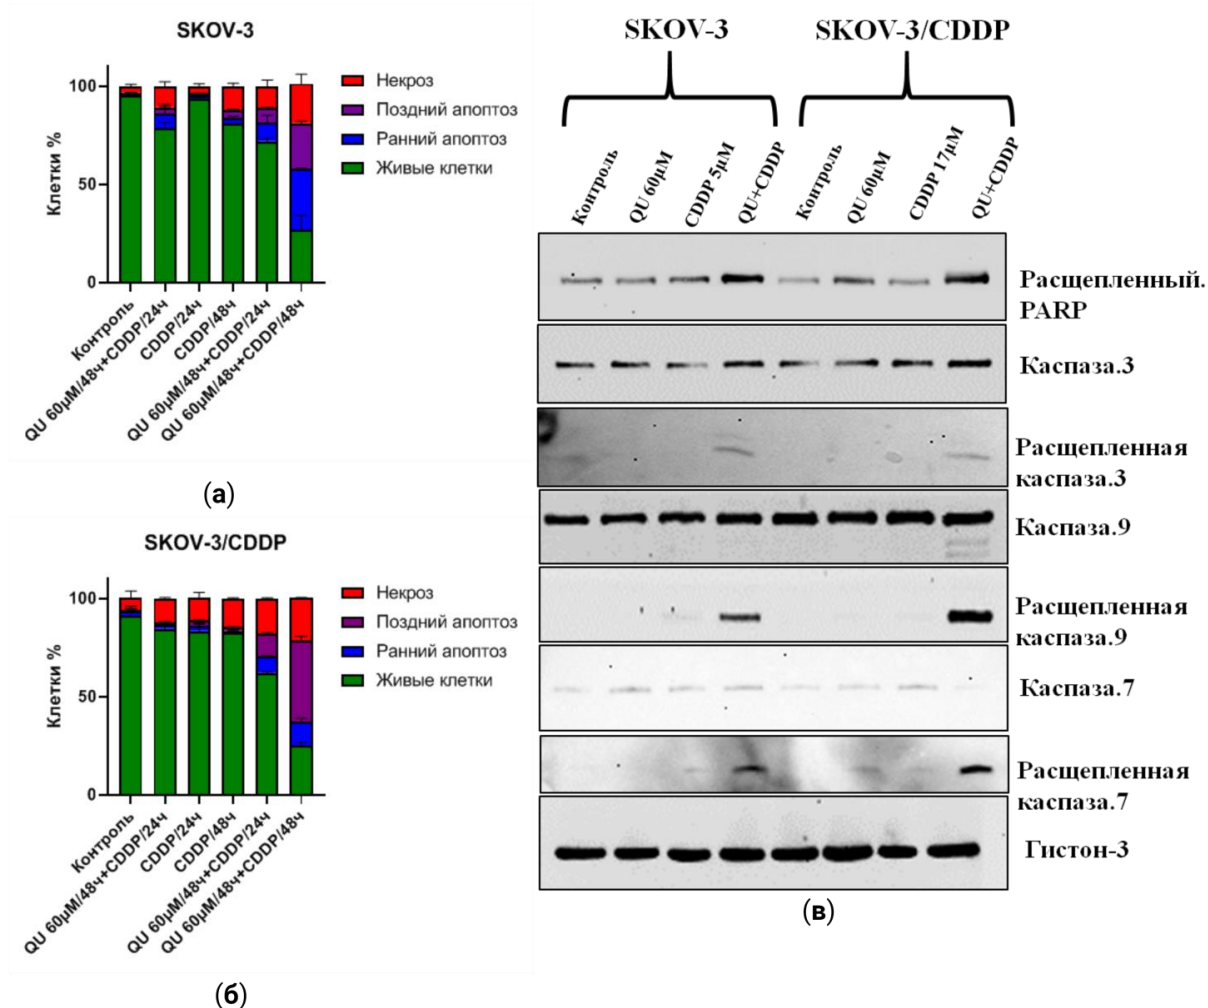 SKOV-3
100
50
0
Клетки %
Некроз
Поздний апоптоз
Ранний апоптоз
Живые клетки
Контроль
QU 60μM/48ч+CDDP/24ч
CDDP/24ч
CDDP/48ч
QU 60μM/48ч+CDDP/24ч
QU 60μM/48ч+CDDP/48ч
(а)
SKOV-3/CDDP
100
50
0
Клетки %
Некроз
Поздний апоптоз
Ранний апоптоз
Живые клетки
Контроль
QU 60μM/48ч+CDDP/24ч
CDDP/24ч
CDDP/48ч
QU 60μM/48ч+CDDP/24ч
QU 60μM/48ч+CDDP/48ч
(б)
SKOV-3
SKOV-3/CDDP
Контроль
QU 60μM
CDDP 5μM
QU+CDDP
Контроль
QU 60μM
CDDP 17μM
QU+CDDP
Расщепленный.
PARP
Каспаза.3
Расщепленная
каспаза.3
Каспаза.9
Расщепленная
каспаза.9
Каспаза.7
Расщепленная
каспаза.7
Гистон-3
(в)